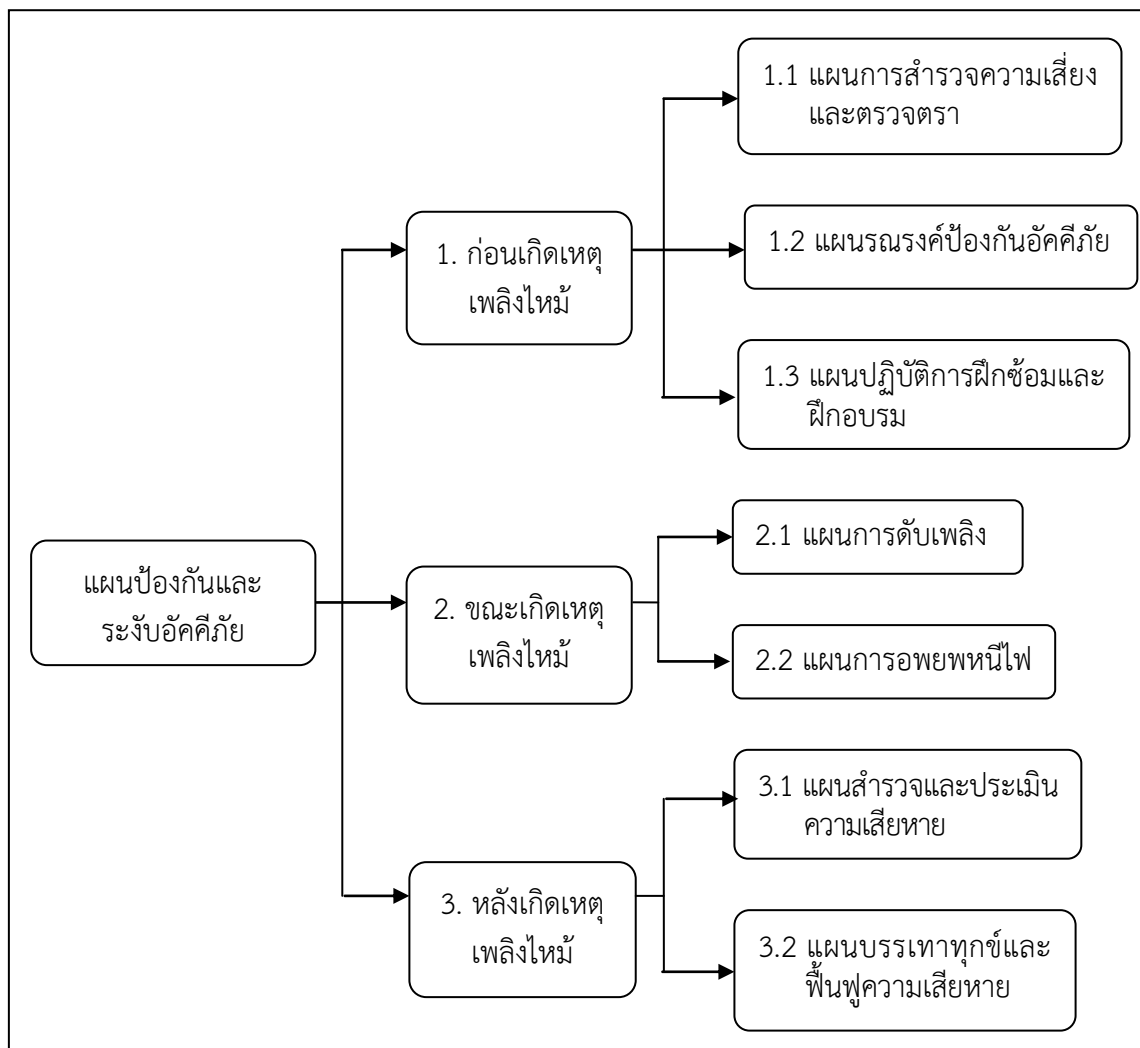 แผนป้องกันและ
ระงับอัคคีภัย
1. ก่อนเกิดเหตุ
เพลิงไหม้
1.1 แผนการสำรวจความเสี่ยง
และตรวจตรา
1.2 แผนรณรงค์ป้องกันอัคคีภัย
1.3 แผนปฏิบัติการฝึกซ้อมและ
ฝึกอบรม
2. ขณะเกิดเหตุ
เพลิงไหม้
2.1 แผนการดับเพลิง
2.2 แผนการอพยพหนีไฟ
3. หลังเกิดเหตุ
เพลิงไหม้
3.1 แผนสำรวจและประเมิน
ความเสียหาย
3.2 แผนบรรเทาทุกข์และ
ฟื้นฟูความเสียหาย